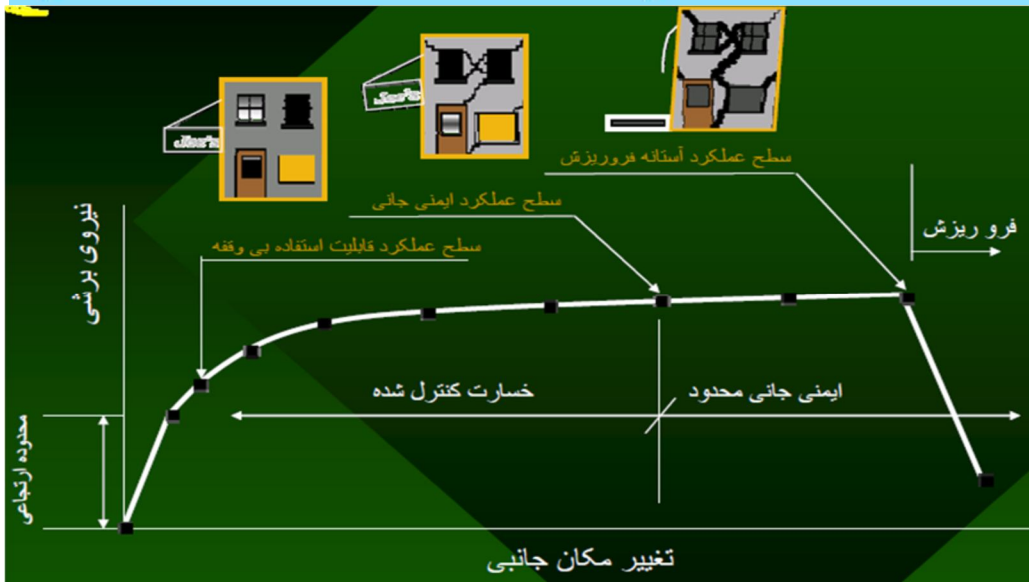 سطح عملکرد آستانه فروریزش
سطح عملکرد ایمنی جانی
سطح عملکرد قابلیت استفاده بی وقفه
فرو ریزش
نیروی برشی
خسارت کنترل شده
ایمنی جانی محدود
محدوده ارتجاعی
تغییر مکان جانبی